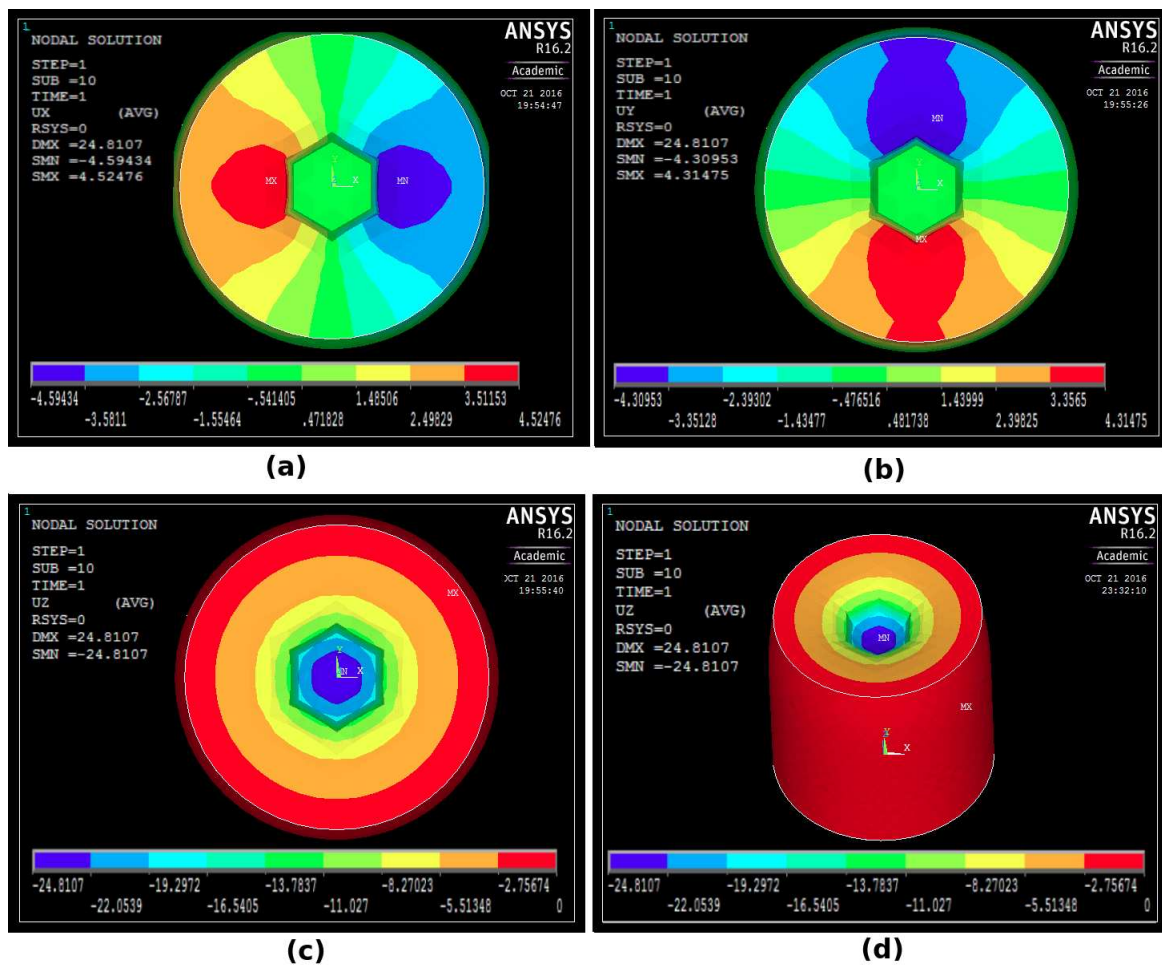 1
NODAL SOLUTION
STEP=1
SUB =10
TIME=1
UX (AVG)
RSYS=0
DMX =24.8107
SMN =-4.59434
SMX =4.52476
ANSYS
R16.2
Academic
OCT 21 2016
19:54:47
MX
Y
X
MN
-4.59434 -2.56787 -.541405 1.48506 3.51153
-3.5811 -1.55464 .471828 2.49829 4.52476
(a)
1
NODAL SOLUTION
STEP=1
SUB =10
TIME=1
UY (AVG)
RSYS=0
DMX =24.8107
SMN =-4.30953
SMX =4.31475
ANSYS
R16.2
Academic
OCT 21 2016
19:55:26
MN
Y
X
MX
-4.30953 -2.39302 -.476516 1.43999 3.3565
-3.35128 -1.43477 .481738 2.39825 4.31475
(b)
1
NODAL SOLUTION
STEP=1
SUB =10
TIME=1
UZ (AVG)
RSYS=0
DMX =24.8107
SMN =-24.8107
ANSYS
R16.2
Academic
OCT 21 2016
19:55:40
MX
Y
MN
X
-24.8107 -19.2972 -13.7837 -8.27023 -2.75674
-22.0539 -16.5405 -11.027 -5.51348 0
(c)
1
NODAL SOLUTION
STEP=1
SUB =10
TIME=1
UZ (AVG)
RSYS=0
DMX =24.8107
SMN =-24.8107
ANSYS
R16.2
Academic
OCT 21 2016
23:32:10
MN
MX
Y
X
-24.8107 -19.2972 -13.7837 -8.27023 -2.75674
-22.0539 -16.5405 -11.027 -5.51348 0
(d)